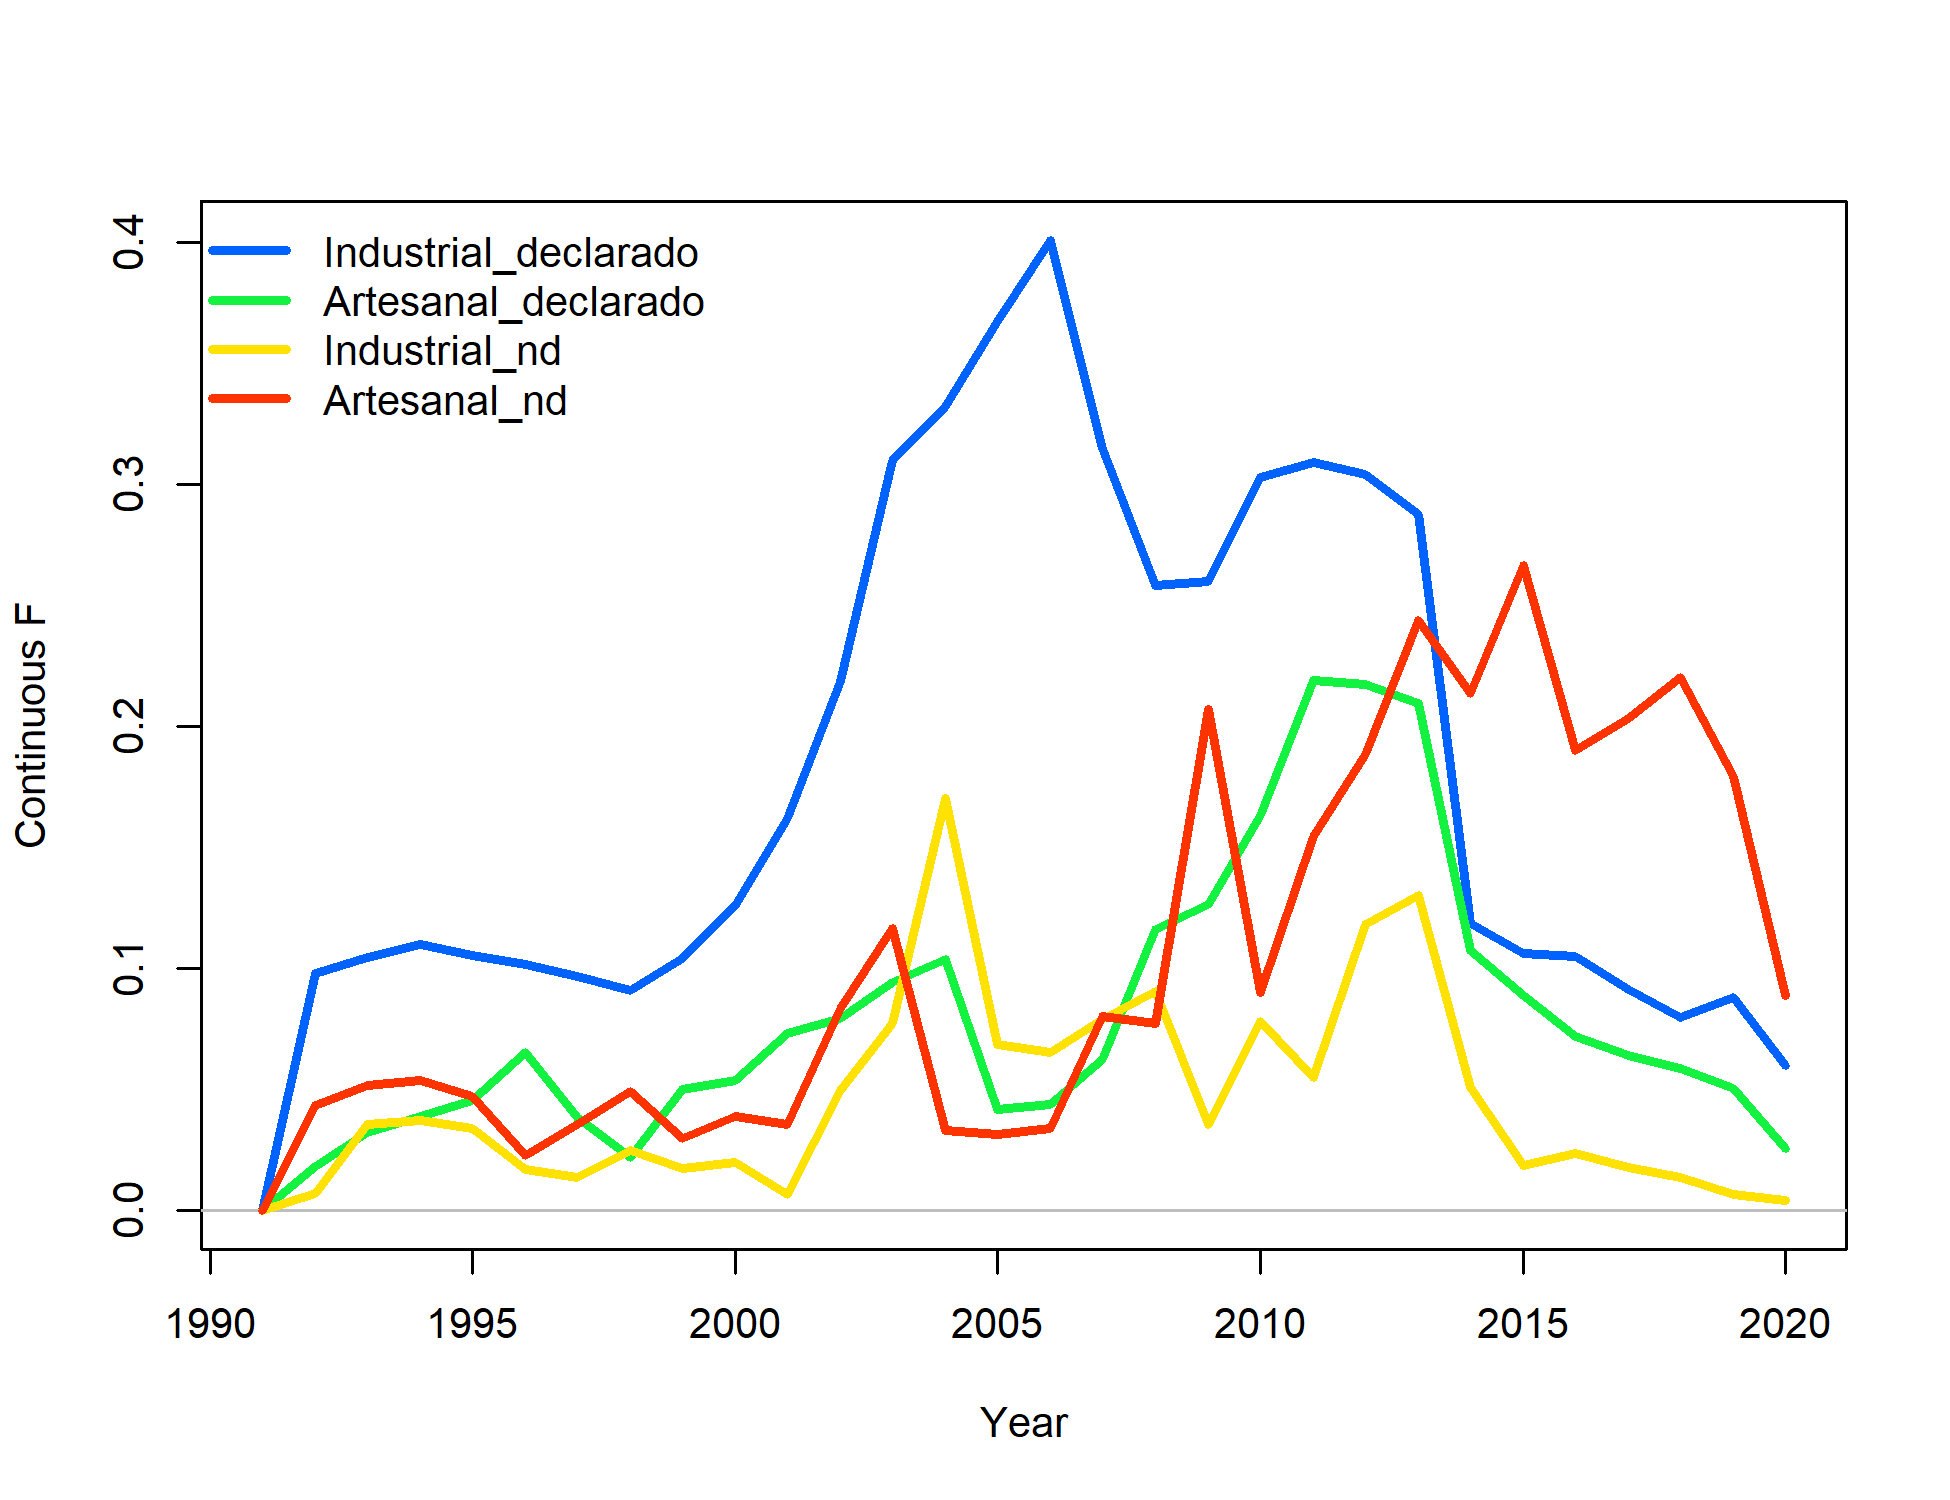 Industrial_declarado
Artesanal_declarado
Industrial_nd
Artesanal_nd
Continuous F
0.4
0.3
0.2
0.1
0.0
1990 1995 2000 2005 2010 2015 2020
Year